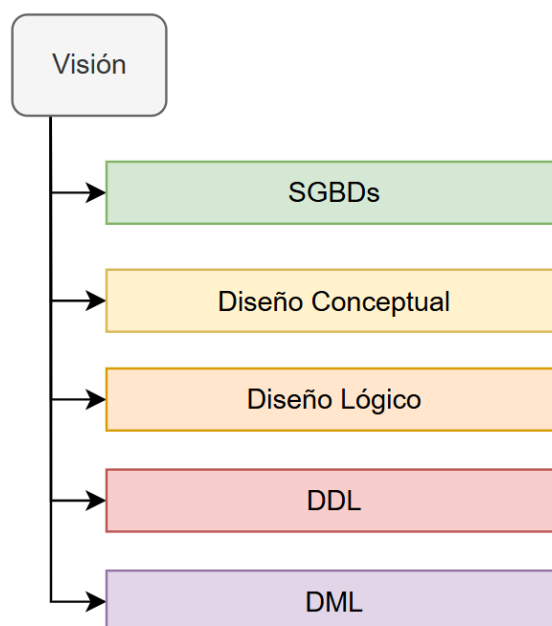 Visión
SGBDs
Diseño Conceptual
Diseño Lógico
DDL
DML